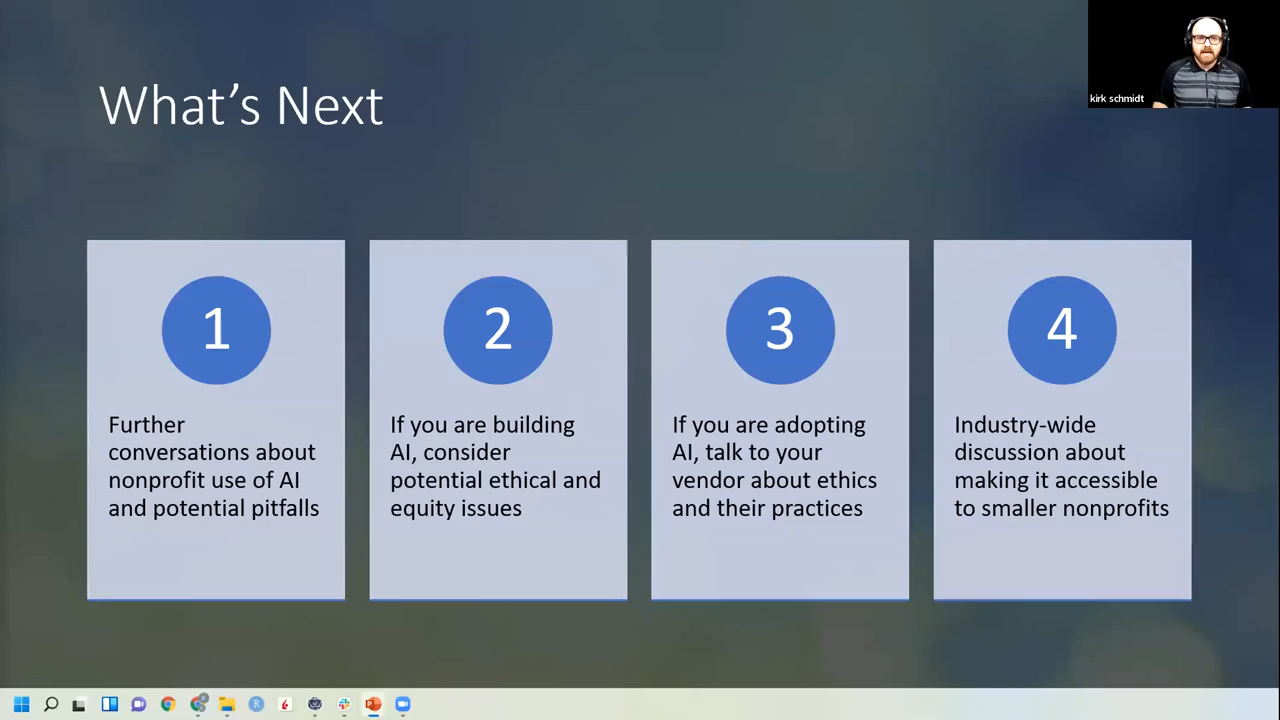 kirk schmidt
What's Next
1
Further
conversations about
nonprofit use of AI
and potential pitfalls
2
If you are building
AI, consider
potential ethical and
equity issues
3
If you are adopting
AI, talk to your
vendor about ethics
and their practices
4
Industry-wide
discussion about
making it accessible
to smaller nonprofits